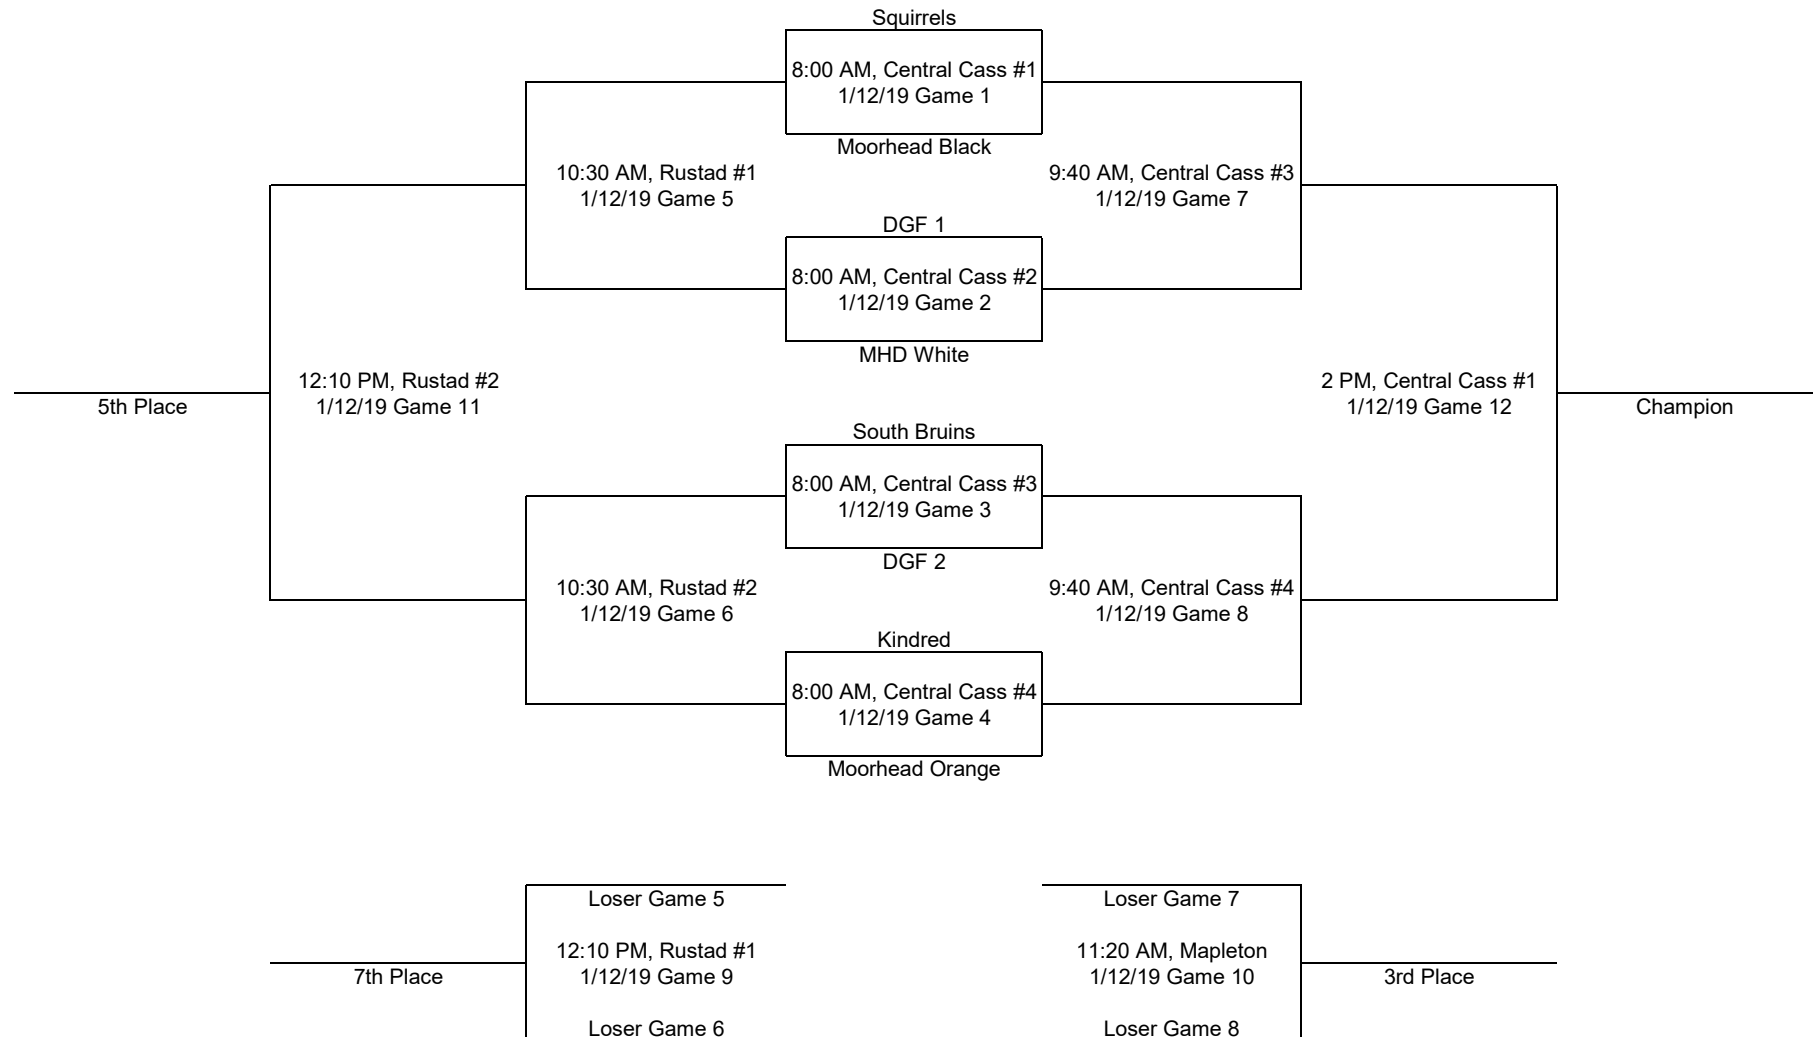 Squirrels
8:00 AM, Central Cass #1
1/12/19 Game 1
Moorhead Black
10:30 AM, Rustad #1
1/12/19 Game 5
9:40 AM, Central Cass #3
1/12/19 Game 7
DGF 1
8:00 AM, Central Cass #2
1/12/19 Game 2
MHD White
12:10 PM, Rustad #2
1/12/19 Game 11
5th Place
2 PM, Central Cass #1
1/12/19 Game 12
Champion
South Bruins
8:00 AM, Central Cass #3
1/12/19 Game 3
DGF 2
10:30 AM, Rustad #2
1/12/19 Game 6
9:40 AM, Central Cass #4
1/12/19 Game 8
Kindred
8:00 AM, Central Cass #4
1/12/19 Game 4
Moorhead Orange
Loser Game 5
12:10 PM, Rustad #1
1/12/19 Game 9
7th Place
Loser Game 6
Loser Game 7
11:20 AM, Mapleton
1/12/19 Game 10
3rd Place
Loser Game 8